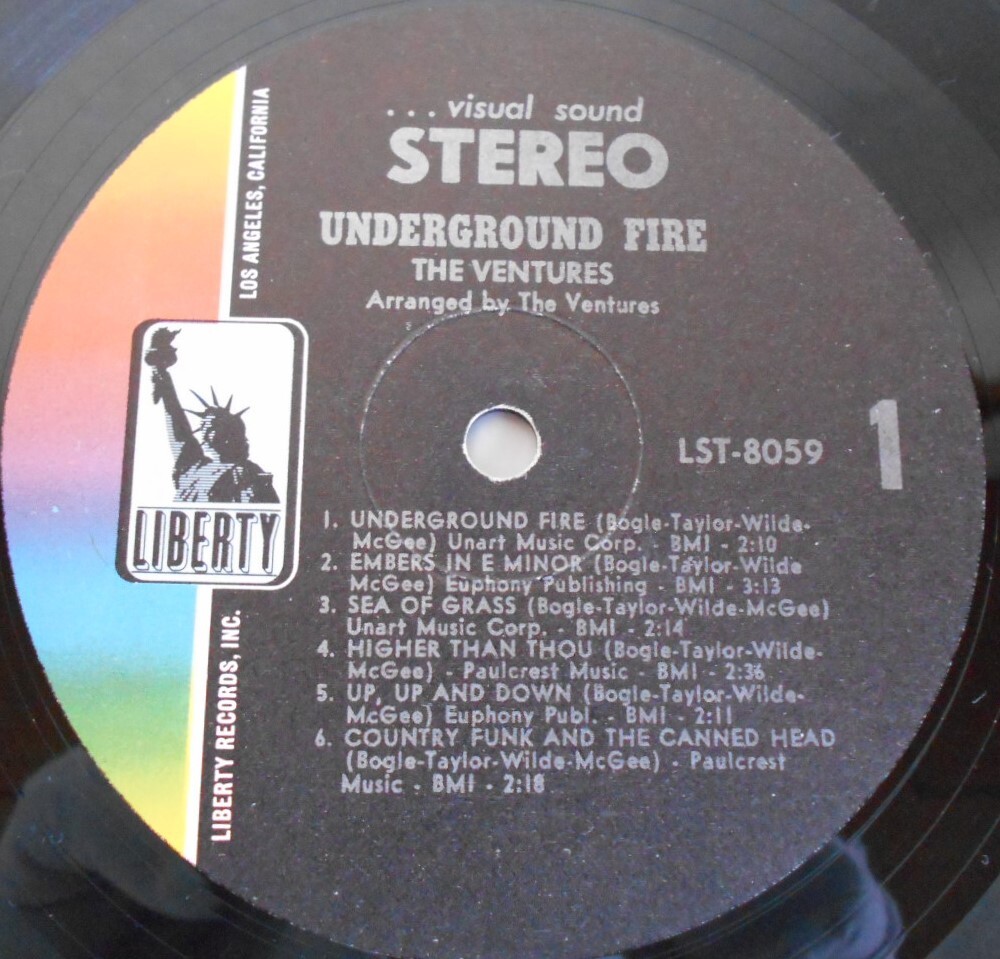 LOS ANGELES, CALIFORNIA
. . . visual sound
STEREO
UNDERGROUND FIRE
THE VENTURES
Arranged by The Ventures
LIBERTY
LST-8059
1
1. UNDERGROUND FIRE (Bogle-Taylor-Wilde-
McGee) Unart Music Corp. BMI - 2:10
2. EMBERS IN E MINOR (Bogle-Taylor-Wilde
McGee) Euphony Publishing - BMI - 3:13
3. SEA OF GRASS (Bogle-Taylor-Wilde-McGee)
Unart Music Corp. - BMI - 2:14
4. HIGHER THAN THOU (Bogle-Taylor-Wilde-
McGee) - Paulcrest Music - BMI - 2:36
5. UP, UP AND DOWN (Bogle-Taylor-Wilde-
McGee) Euphony Publ. - BMI - 2:11
6. COUNTRY FUNK AND THE CANNED HEAD
(Bogle-Taylor-Wilde-McGee) - Paulcrest
Music - BMI - 2:18
LIBERTY RECORDS, INC.